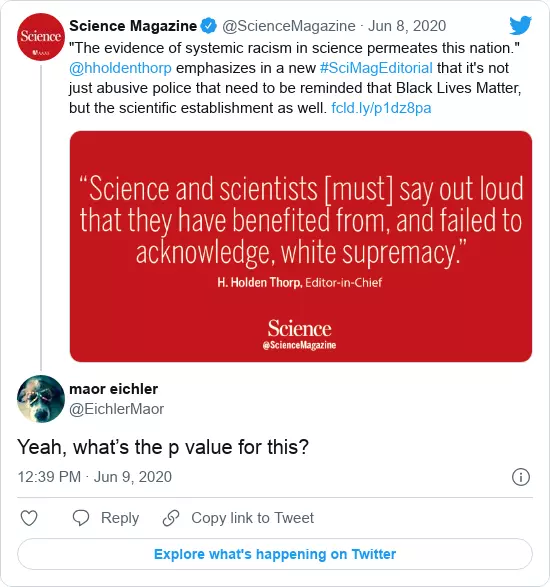 Science Magazine @ScienceMagazine · Jun 8, 2020
"The evidence of systemic racism in science permeates this nation."
@hholdenthorp emphasizes in a new #SciMagEditorial that it's not
just abusive police that need to be reminded that Black Lives Matter,
but the scientific establishment as well. fcld.ly/p1dz8pa
Science
AAAS
“Science and scientists [must] say out loud
that they have benefited from, and failed to
acknowledge, white supremacy.”
H. Holden Thorp, Editor-in-Chief
Science
@ScienceMagazine
maor eichler
@EichlerMaor
Yeah, what’s the p value for this?
12:39 PM · Jun 9, 2020
Reply Copy link to Tweet
Explore what's happening on Twitter